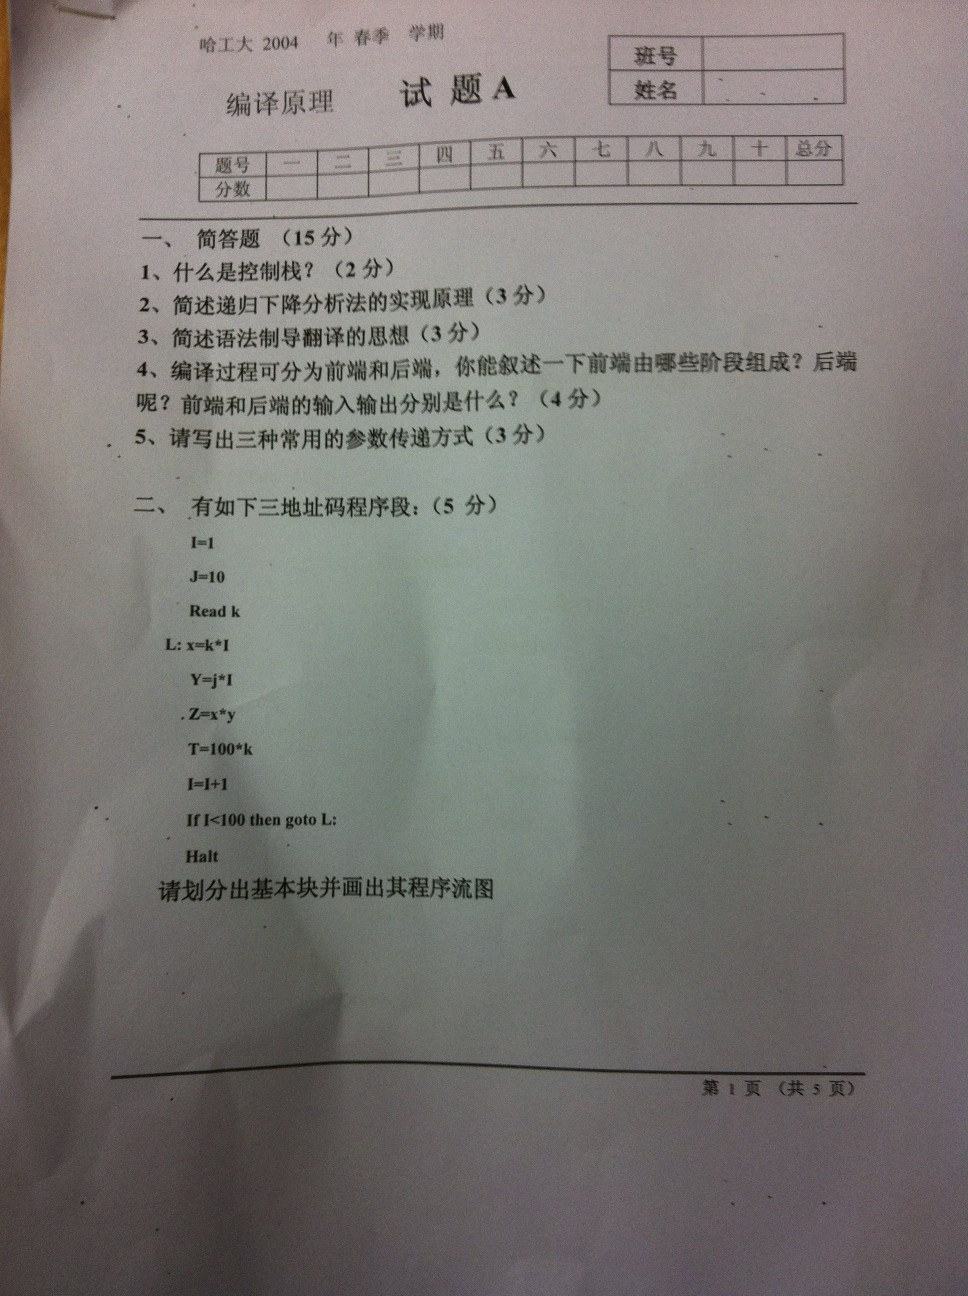 哈工大 2004 年 春季 学期
班号
姓名
编译原理 试 题 A
题号 一 二 三 四 五 六 七 八 九 十 总分
分数
一、 简答题 （15 分）
1、什么是控制栈？（2 分）
2、简述递归下降分析法的实现原理（3 分）
3、简述语法制导翻译的思想（3 分）
4、编译过程可分为前端和后端，你能叙述一下前端由哪些阶段组成？后端
呢？前端和后端的输入输出分别是什么？（4 分）
5、请写出三种常用的参数传递方式（3 分）
二、 有如下三地址码程序段：（5 分）
I=1
J=10
Read k
L: x=k*I
Y=j*I
Z=x*y
T=100*k
I=I+1
If I<100 then goto L:
Halt
请划分出基本块并画出其程序流图
第 1 页 （共 5 页）